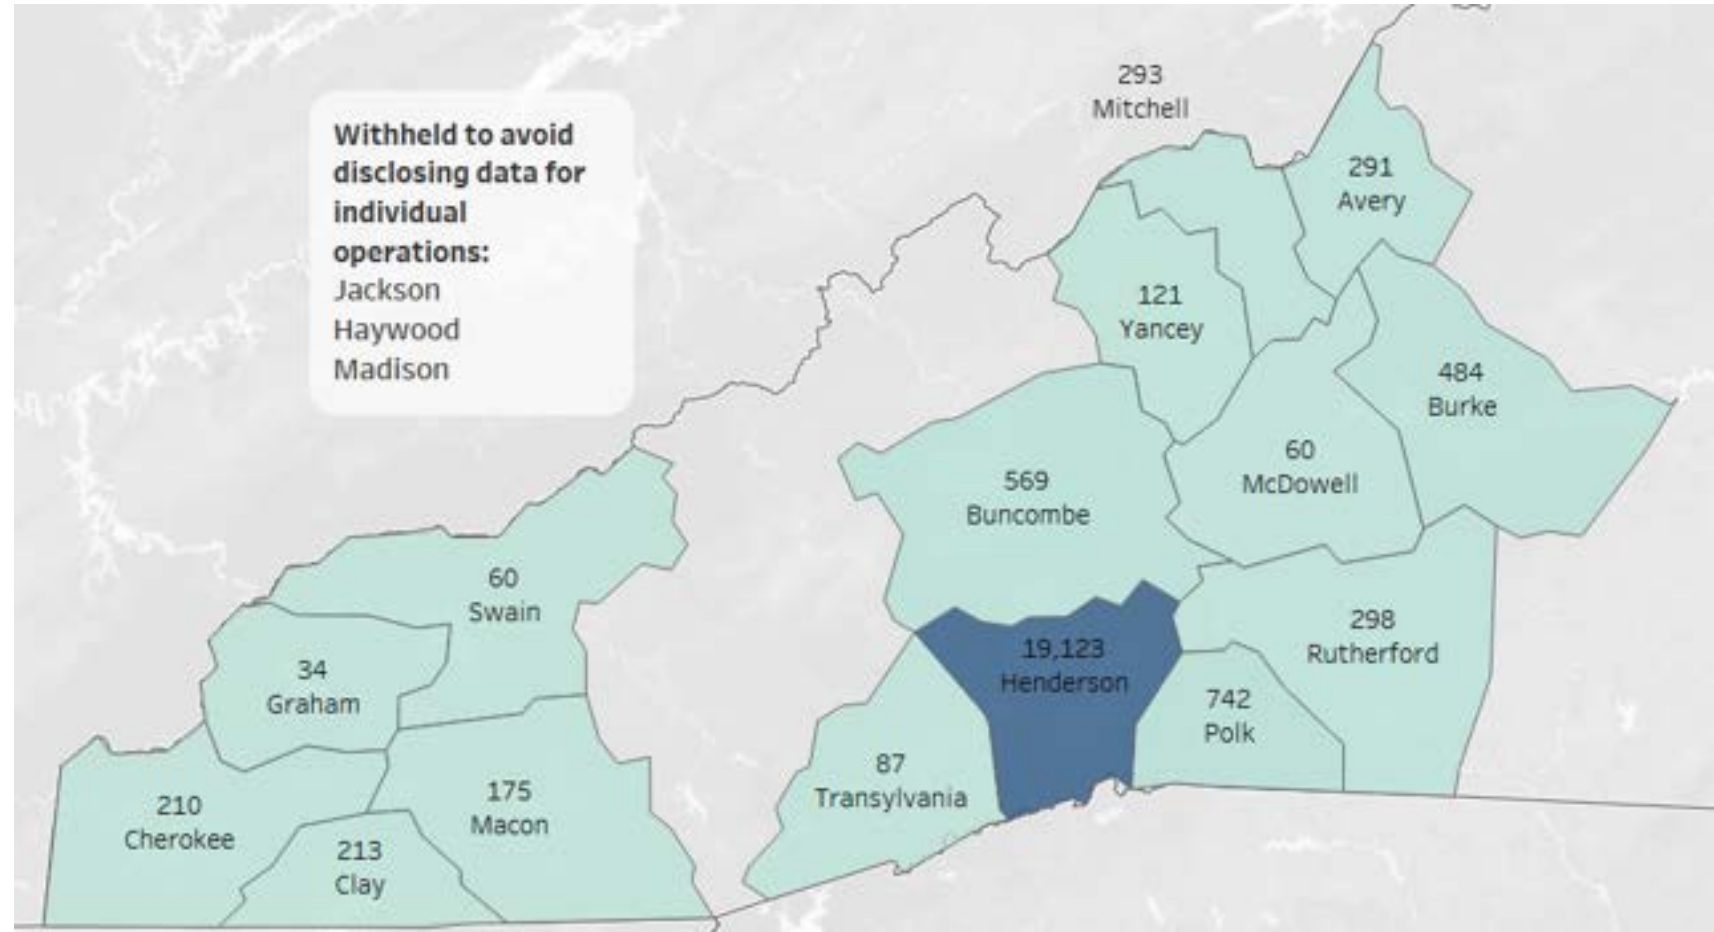 293
Mitchell
Withheld to avoid
disclosing data for
individual
operations:
Jackson
Haywood
Madison
291
Avery
121
Yancey
484
Burke
60
McDowell
569
Buncombe
60
Swain
298
Rutherford
19,123
Henderson
34
Graham
742
Polk
87
Transylvania
175
Macon
210
Cherokee
213
Clay